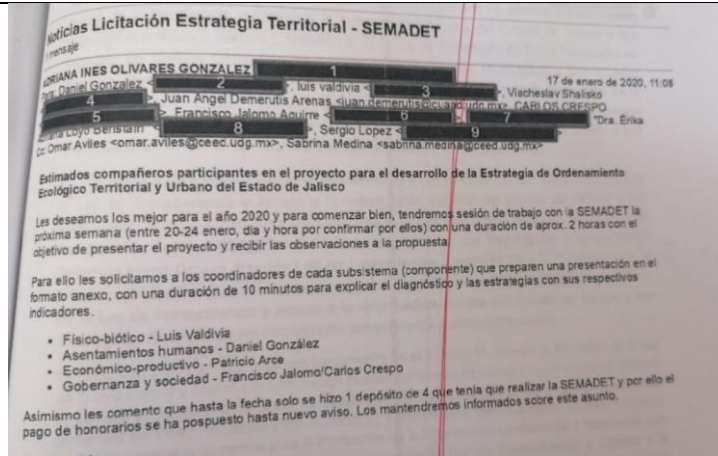 Noticias Licitación Estrategia Territorial - SEMADET
mensaje
ADRIANA INES OLIVARES GONZALEZ 1
17 de enero de 2020, 11:06
Para: Daniel Gonzalez < 2 >, luis valdivia < 3 >, Viacheslav Shalisko
4 >, Juan Angel Demerutis Arenas <juan.demerutis@cuaad.udg.mx>, CARLOS CRESPO
5 >, Francisco Jalomo Aguirre < 6 7 "Dra. Érika
Loyo Beristain 8 >, Sergio Lopez < 9 >
Cc: Omar Aviles <omar.aviles@ceed.udg.mx>, Sabrina Medina <sabrina.medina@ceed.udg.mx>
Estimados compañeros participantes en el proyecto para el desarrollo de la Estrategia de Ordenamiento
Ecológico Territorial y Urbano del Estado de Jalisco
Les deseamos los mejor para el año 2020 y para comenzar bien, tendremos sesión de trabajo con la SEMADET la
próxima semana (entre 20-24 enero, día y hora por confirmar por ellos) con una duración de aprox. 2 horas con el
objetivo de presentar el proyecto y recibir las observaciones a la propuesta.
Para ello les solicitamos a los coordinadores de cada subsistema (componente) que preparen una presentación en el
formato anexo, con una duración de 10 minutos para explicar el diagnóstico y las estrategias con sus respectivos
indicadores.
• Físico-biótico - Luis Valdivia
• Asentamientos humanos - Daniel González
• Económico-productivo - Patricio Arce
• Gobernanza y sociedad - Francisco Jalomo/Carlos Crespo
Asimismo les comento que hasta la fecha solo se hizo 1 depósito de 4 que tenía que realizar la SEMADET y por ello el
pago de honorarios se ha pospuesto hasta nuevo aviso. Los mantendremos informados sobre este asunto.